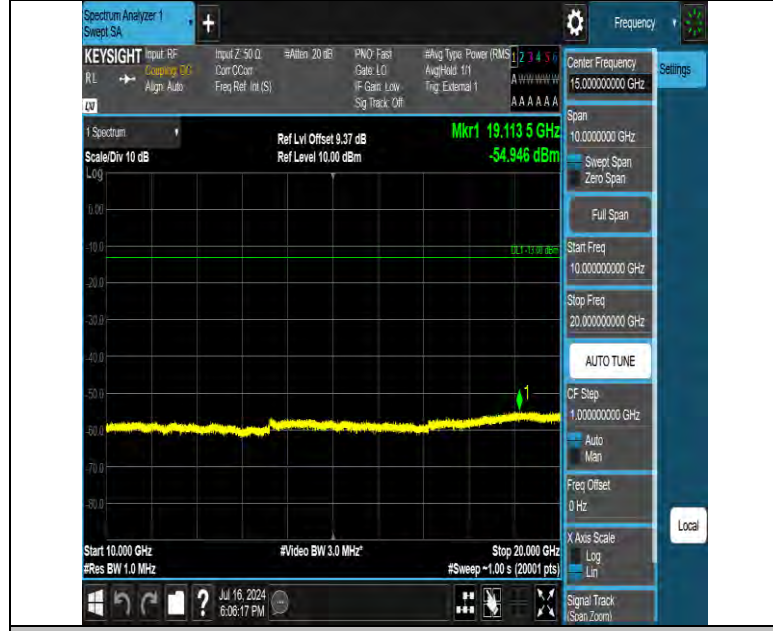 Spectrum Analyzer 1
Swept SA
+
Frequency
KEYSIGHT
RL
LXI
Input: RF
Coupling: DC
Align: Auto
Input Z: 50 Ω
Corr CCorr
Freq Ref: Int (S)
#Atten: 20 dB
PNO: Fast
Gate: LO
IF Gain: Low
Sig Track: Off
#Avg Type: Power (RMS
Avg|Hold: 1/1
Trig: External 1
1 2 3 4 5 6
A W W W W W
A A A A A A
1 Spectrum
Scale/Div 10 dB
Log
Ref Lvl Offset 9.37 dB
Ref Level 10.00 dBm
Mkr1 19.113 5 GHz
-54.946 dBm
0.00
-10.0
DL1 -13.00 dBm
-20.0
-30.0
-40.0
-50.0
1
-60.0
-70.0
-80.0
Start 10.000 GHz
#Res BW 1.0 MHz
#Video BW 3.0 MHz*
Stop 20.000 GHz
#Sweep ~1.00 s (20001 pts)
?
Jul 16, 2024
6:06:17 PM
Center Frequency
15.000000000 GHz
Settings
Span
10.0000000 GHz
Swept Span
Zero Span
Full Span
Start Freq
10.000000000 GHz
Stop Freq
20.000000000 GHz
AUTO TUNE
CF Step
1.000000000 GHz
Auto
Man
Freq Offset
0 Hz
X Axis Scale
Log
Lin
Local
Signal Track
(Span Zoom)